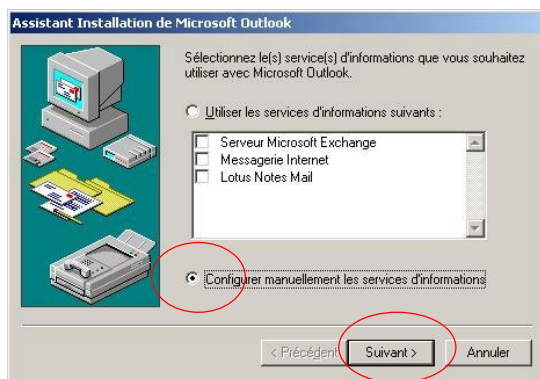 Assistant Installation de Microsoft Outlook
Sélectionnez le(s) service(s) d'informations que vous souhaitez
utiliser avec Microsoft Outlook.
Utiliser les services d'informations suivants :
Serveur Microsoft Exchange
Messagerie Internet
Lotus Notes Mail
Configurer manuellement les services d'informations
< Précédent
Suivant >
Annuler